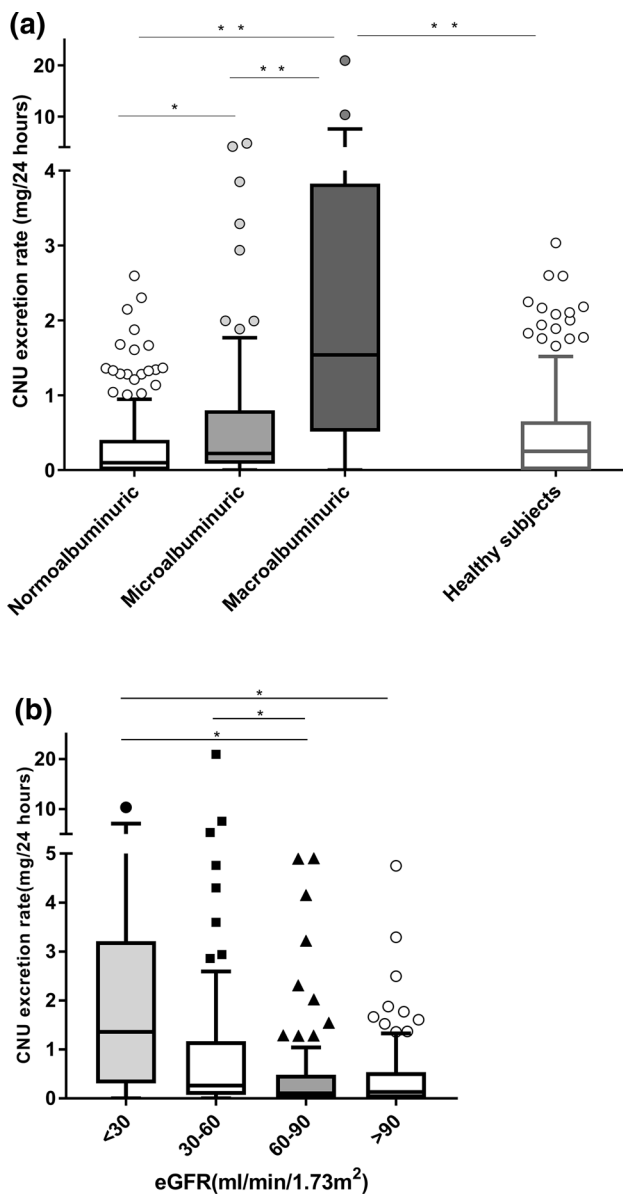 (a)
* *
* *
* *
*
CNU excretion rate (mg/24 hours)
20
10
4
3
2
1
0
Normoalbuminuric
Microalbuminuric
Macroalbuminuric
Healthy subjects
(b)
*
*
*
CNU excretion rate(mg/24 hours)
20
10
5
4
3
2
1
0
<30
30-60
60-90
>90
eGFR(ml/min/1.73m²)